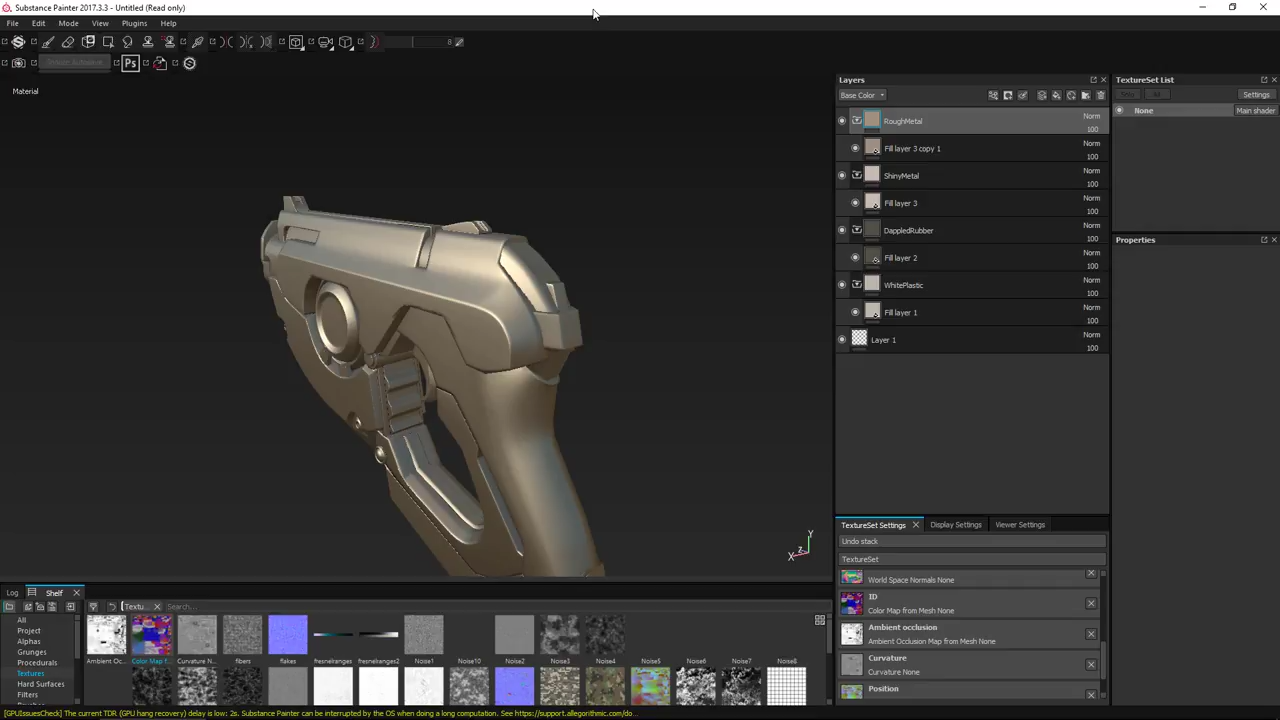 Substance Painter 2017.3.3 - Untitled (Read only)
File Edit Mode View Plugins Help
8
Ps
Material
Layers
Base Color
RoughMetal Norm 100
Fill layer 3 copy 1 Norm 100
ShinyMetal Norm 100
Fill layer 3 Norm 100
DappledRubber Norm 100
Fill layer 2 Norm 100
WhitePlastic Norm 100
Fill layer 1 Norm 100
Layer 1 Norm 100
TextureSet List
Settings
None Main shader
Properties
Y
X Z
TextureSet Settings Display Settings Viewer Settings
Undo stack
TextureSet
World Space Normals None
ID
Color Map from Mesh None
Ambient occlusion
Ambient Occlusion Map from Mesh None
Curvature
Curvature None
Position
Log Shelf
Textu... Search...
All
Project
Alphas
Grunges
Procedurals
Textures
Hard Surfaces
Filters
Ambient Oc... Color Map f... Curvature N... fibers flakes fresnelranges fresnelranges2 Noise1 Noise10 Noise2 Noise3 Noise4 Noise5 Noise6 Noise7 Noise8
[GPUIssuesCheck] The current TDR (GPU hang recovery) delay is low: 2s. Substance Painter can be interrupted by the OS when doing a long computation. See https://support.allegorithmic.com/do...